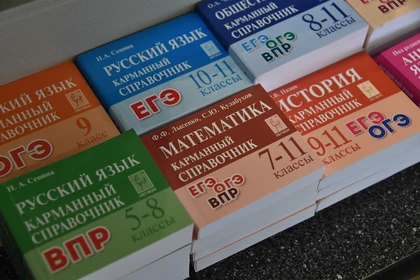 Н.А. Сенина
РУССКИЙ ЯЗЫК
КАРМАННЫЙ
СПРАВОЧНИК
10-11
КЛАССЫ
ЕГЭ
ОБЩЕСТВ
КАРМАННЫЙ
СПРАВОЧНИК
8-11
КЛАССЫ
ЕГЭ ОГЭ
ВПР
РУССКИЙ ЯЗЫК
КАРМАННЫЙ
СПРАВОЧНИК
9
КЛАСС
ОГЭ
Ф.Ф. Лысенко, С.Ю. Кулабухов
МАТЕМАТИКА
КАРМАННЫЙ
СПРАВОЧНИК
7-11
КЛАССЫ
ЕГЭ ОГЭ
ВПР
ИСТОРИЯ
КАРМАННЫЙ
СПРАВОЧНИК
9-11
КЛАССЫ
ЕГЭ ОГЭ
Н.А. Сенина
РУССКИЙ ЯЗЫК
КАРМАННЫЙ
СПРАВОЧНИК
5-8
КЛАССЫ
ВПР